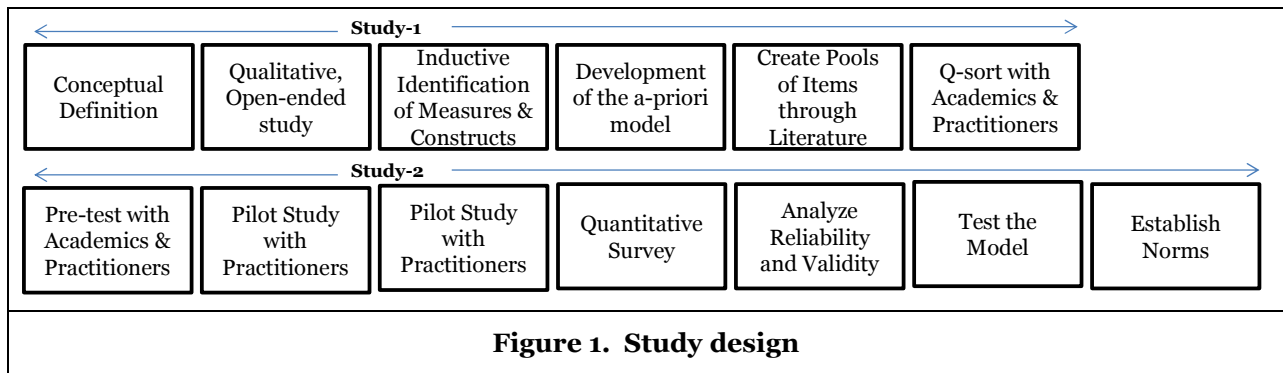 Study-1
Conceptual
Definition
Qualitative,
Open-ended
study
Inductive
Identification
of Measures &
Constructs
Development
of the a-priori
model
Create Pools
of Items
through
Literature
Q-sort with
Academics &
Practitioners
Study-2
Pre-test with
Academics &
Practitioners
Pilot Study
with
Practitioners
Pilot Study
with
Practitioners
Quantitative
Survey
Analyze
Reliability
and Validity
Test the
Model
Establish
Norms
Figure 1. Study design